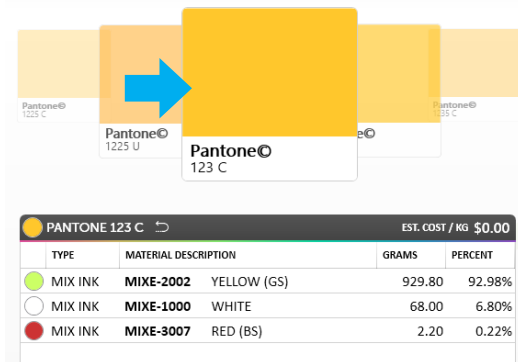 Pantone©
1225 C
Pantone©
1225 U
Pantone©
123 C
Pantone©
1235 C
PANTONE 123 C EST. COST / KG $0.00
TYPE MATERIAL DESCRIPTION GRAMS PERCENT
MIX INK MIXE-2002 YELLOW (GS) 929.80 92.98%
MIX INK MIXE-1000 WHITE 68.00 6.80%
MIX INK MIXE-3007 RED (BS) 2.20 0.22%